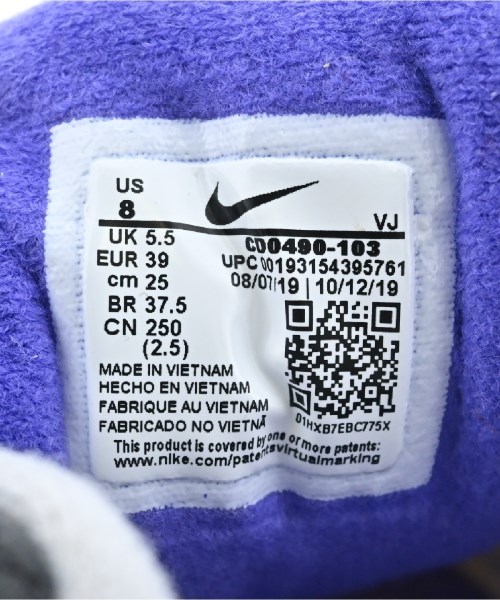 US
8
VJ
UK 5.5
CD0490-103
EUR 39
UPC 00193154395761
cm 25
08/07/19 | 10/12/19
BR 37.5
CN 250
(2.5)
MADE IN VIETNAM
HECHO EN VIETNAM
FABRIQUE AU VIETNAM
FABRICADO NO VIETNÃ
01HXB7EBC775X
This product is covered by one or more patents:
www.nike.com/patentsvirtualmarking